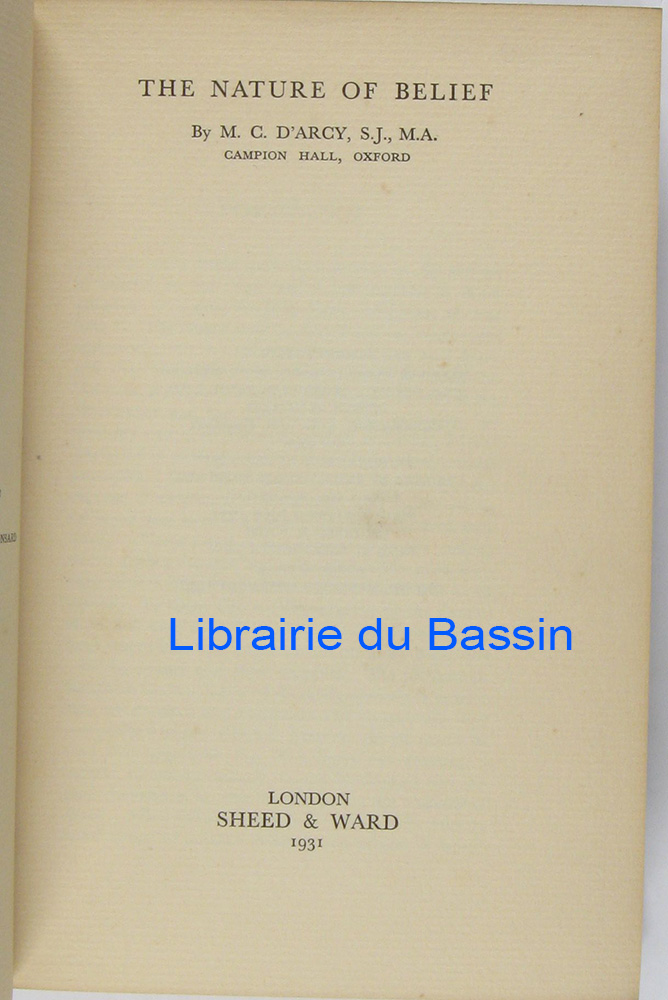 THE NATURE OF BELIEF
By M. C. D'ARCY, S.J., M.A.
CAMPION HALL, OXFORD
Librairie du Bassin
LONDON
SHEED & WARD
1931